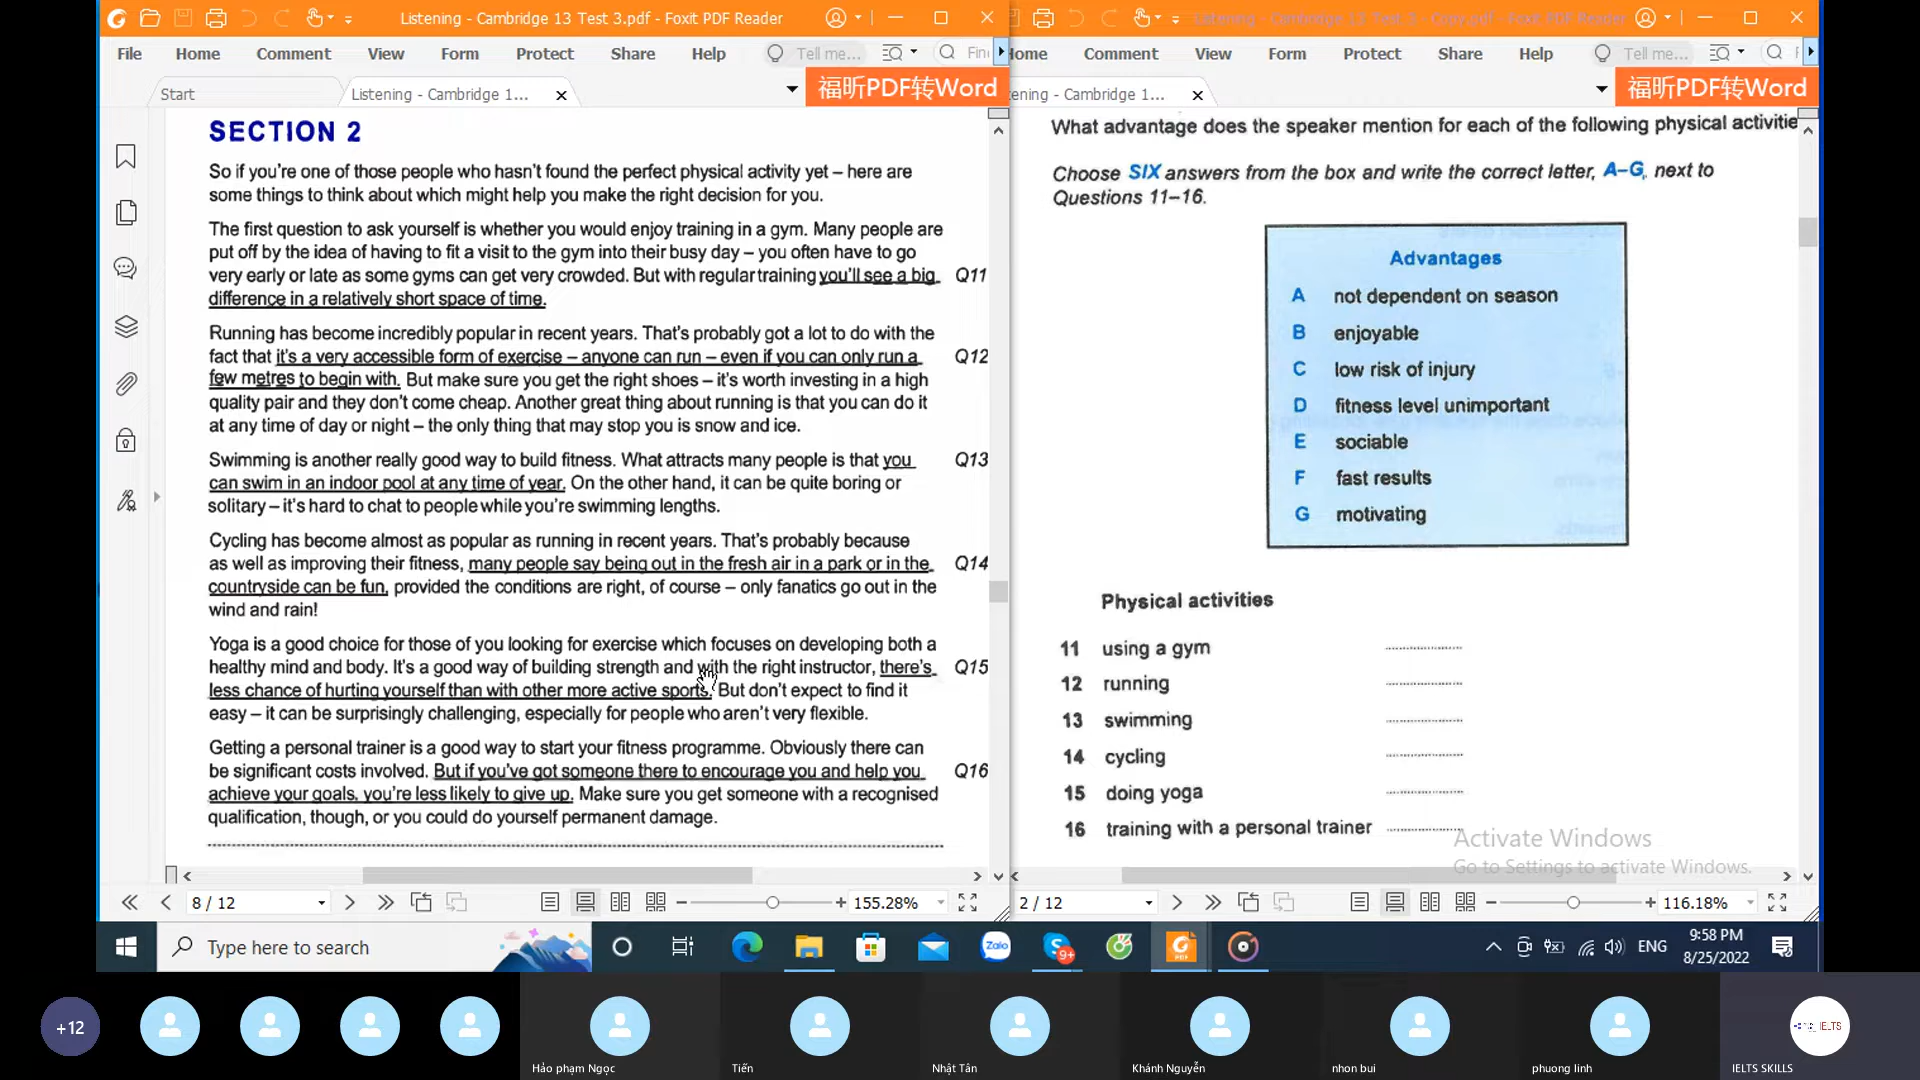 Listening - Cambridge 13 Test 3.pdf - Foxit PDF Reader
File Home Comment View Form Protect Share Help Tell me...
Start
Listening - Cambridge 1...
福昕PDF转Word
SECTION 2
So if you're one of those people who hasn't found the perfect physical activity yet – here are
some things to think about which might help you make the right decision for you.
The first question to ask yourself is whether you would enjoy training in a gym. Many people are
put off by the idea of having to fit a visit to the gym into their busy day – you often have to go
very early or late as some gyms can get very crowded. But with regular training you'll see a big Q11
difference in a relatively short space of time.
Running has become incredibly popular in recent years. That's probably got a lot to do with the
fact that it's a very accessible form of exercise – anyone can run – even if you can only run a Q12
few metres to begin with. But make sure you get the right shoes – it's worth investing in a high
quality pair and they don't come cheap. Another great thing about running is that you can do it
at any time of day or night – the only thing that may stop you is snow and ice.
Swimming is another really good way to build fitness. What attracts many people is that you Q13
can swim in an indoor pool at any time of year. On the other hand, it can be quite boring or
solitary – it's hard to chat to people while you're swimming lengths.
Cycling has become almost as popular as running in recent years. That's probably because
as well as improving their fitness, many people say being out in the fresh air in a park or in the Q14
countryside can be fun, provided the conditions are right, of course – only fanatics go out in the
wind and rain!
Yoga is a good choice for those of you looking for exercise which focuses on developing both a
healthy mind and body. It's a good way of building strength and with the right instructor, there's Q15
less chance of hurting yourself than with other more active sports. But don't expect to find it
easy – it can be surprisingly challenging, especially for people who aren't very flexible.
Getting a personal trainer is a good way to start your fitness programme. Obviously there can
be significant costs involved. But if you've got someone there to encourage you and help you Q16
achieve your goals, you're less likely to give up. Make sure you get someone with a recognised
qualification, though, or you could do yourself permanent damage.
8 / 12
155.28%
Listening - Cambridge 13 Test 3 - Copy.pdf - Foxit PDF Reader
Home Comment View Form Protect Share Help Tell me...
ening - Cambridge 1...
福昕PDF转Word
What advantage does the speaker mention for each of the following physical activitie
Choose SIX answers from the box and write the correct letter, A–G, next to
Questions 11–16.
Advantages
A not dependent on season
B enjoyable
C low risk of injury
D fitness level unimportant
E sociable
F fast results
G motivating
Physical activities
11 using a gym
12 running
13 swimming
14 cycling
15 doing yoga
16 training with a personal trainer
Activate Windows
Go to Settings to activate Windows.
2 / 12
116.18%
Type here to search
Zalo
9+
PDF
ENG
9:58 PM
8/25/2022
+12
Hảo phạm Ngọc
Tiến
Nhật Tân
Khánh Nguyễn
nhon bui
phuong linh
IELTS SKILLS